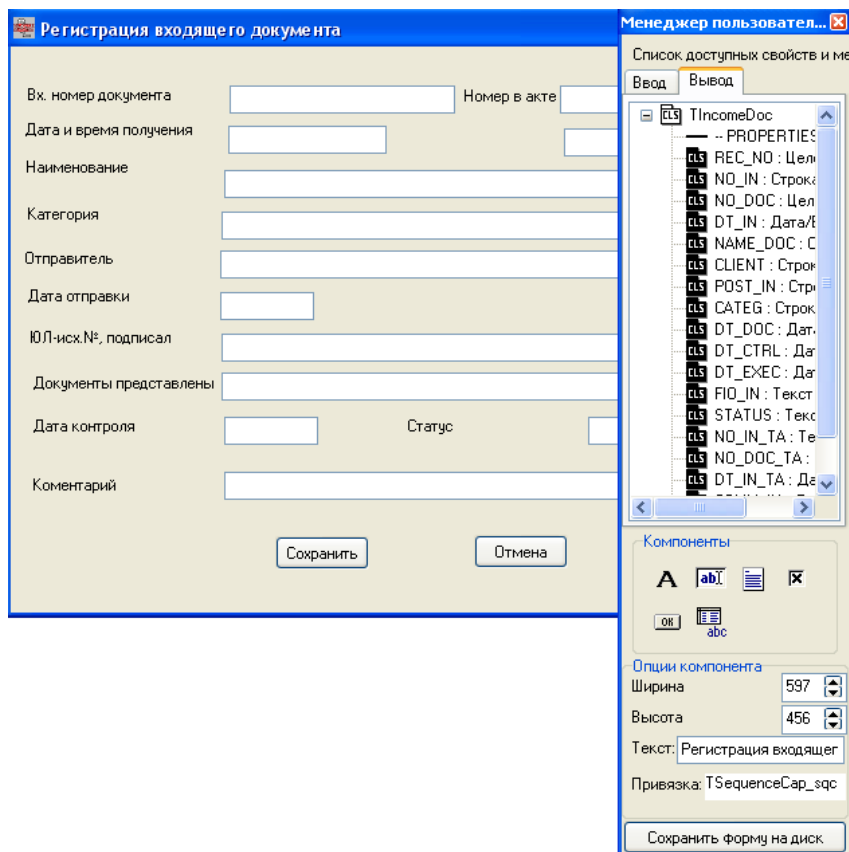 Регистрация входящего документа
Вх. номер документа
Номер в акте
Дата и время получения
Наименование
Категория
Отправитель
Дата отправки
ЮЛ-исх.№, подписал
Документы представлены
Дата контроля
Статус
Коментарий
Сохранить
Отмена
Менеджер пользовател...
Список доступных свойств и ме
Ввод
Вывод
TIncomeDoc
-- PROPERTIES
REC_NO : Цел
NO_IN : Строка
NO_DOC : Цел
DT_IN : Дата/
NAME_DOC : С
CLIENT : Строк
POST_IN : Стр
CATEG : Строк
DT_DOC : Дат
DT_CTRL : Да
DT_EXEC : Да
FIO_IN : Текст
STATUS : Текс
NO_IN_TA : Те
NO_DOC_TA :
DT_IN_TA : Да
Компоненты
A
abI
OK
abc
Опции компонента
Ширина
597
Высота
456
Текст:
Регистрация входящег
Привязка:
TSequenceCap_sqc
Сохранить форму на диск